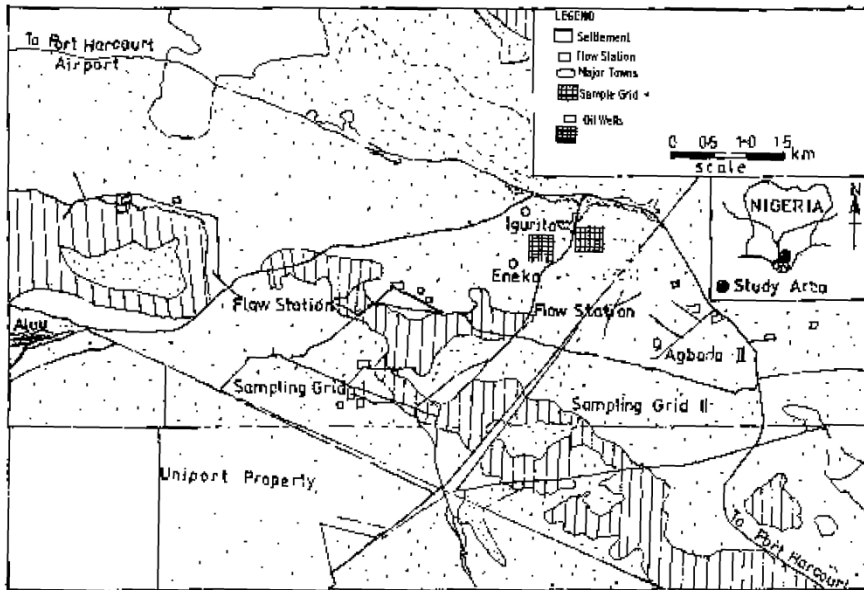 LEGEND
Settlement
Flow Station
Major Towns
Sample Grid
Oil Wells
0 0·5 1·0 1·5
km
scale
To Port Harcourt
Airport
NIGERIA
N
Study Area
Igurita
Eneka
Flow Station
Flow Station
Alau
Agbada II
Sampling Grid I
Sampling Grid II
Uniport Property
To Port Harcourt